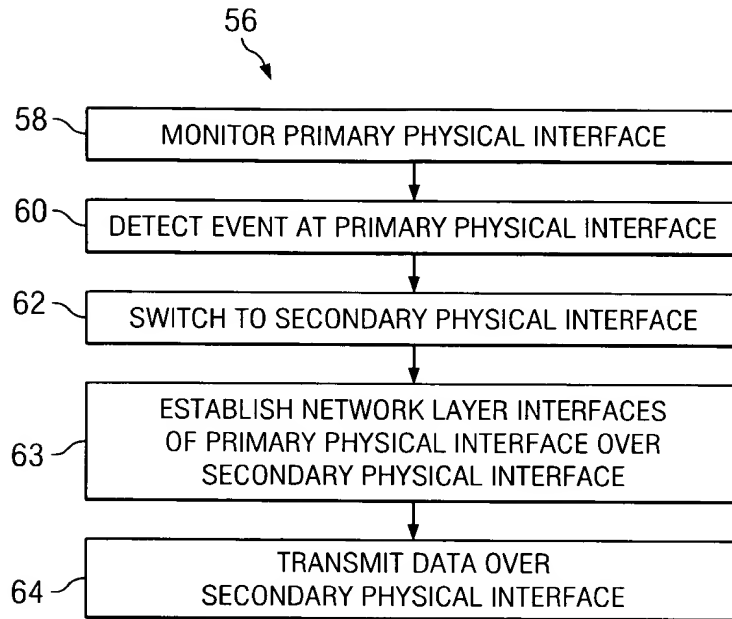 56
58
MONITOR PRIMARY PHYSICAL INTERFACE
60
DETECT EVENT AT PRIMARY PHYSICAL INTERFACE
62
SWITCH TO SECONDARY PHYSICAL INTERFACE
63
ESTABLISH NETWORK LAYER INTERFACES
OF PRIMARY PHYSICAL INTERFACE OVER
SECONDARY PHYSICAL INTERFACE
64
TRANSMIT DATA OVER
SECONDARY PHYSICAL INTERFACE